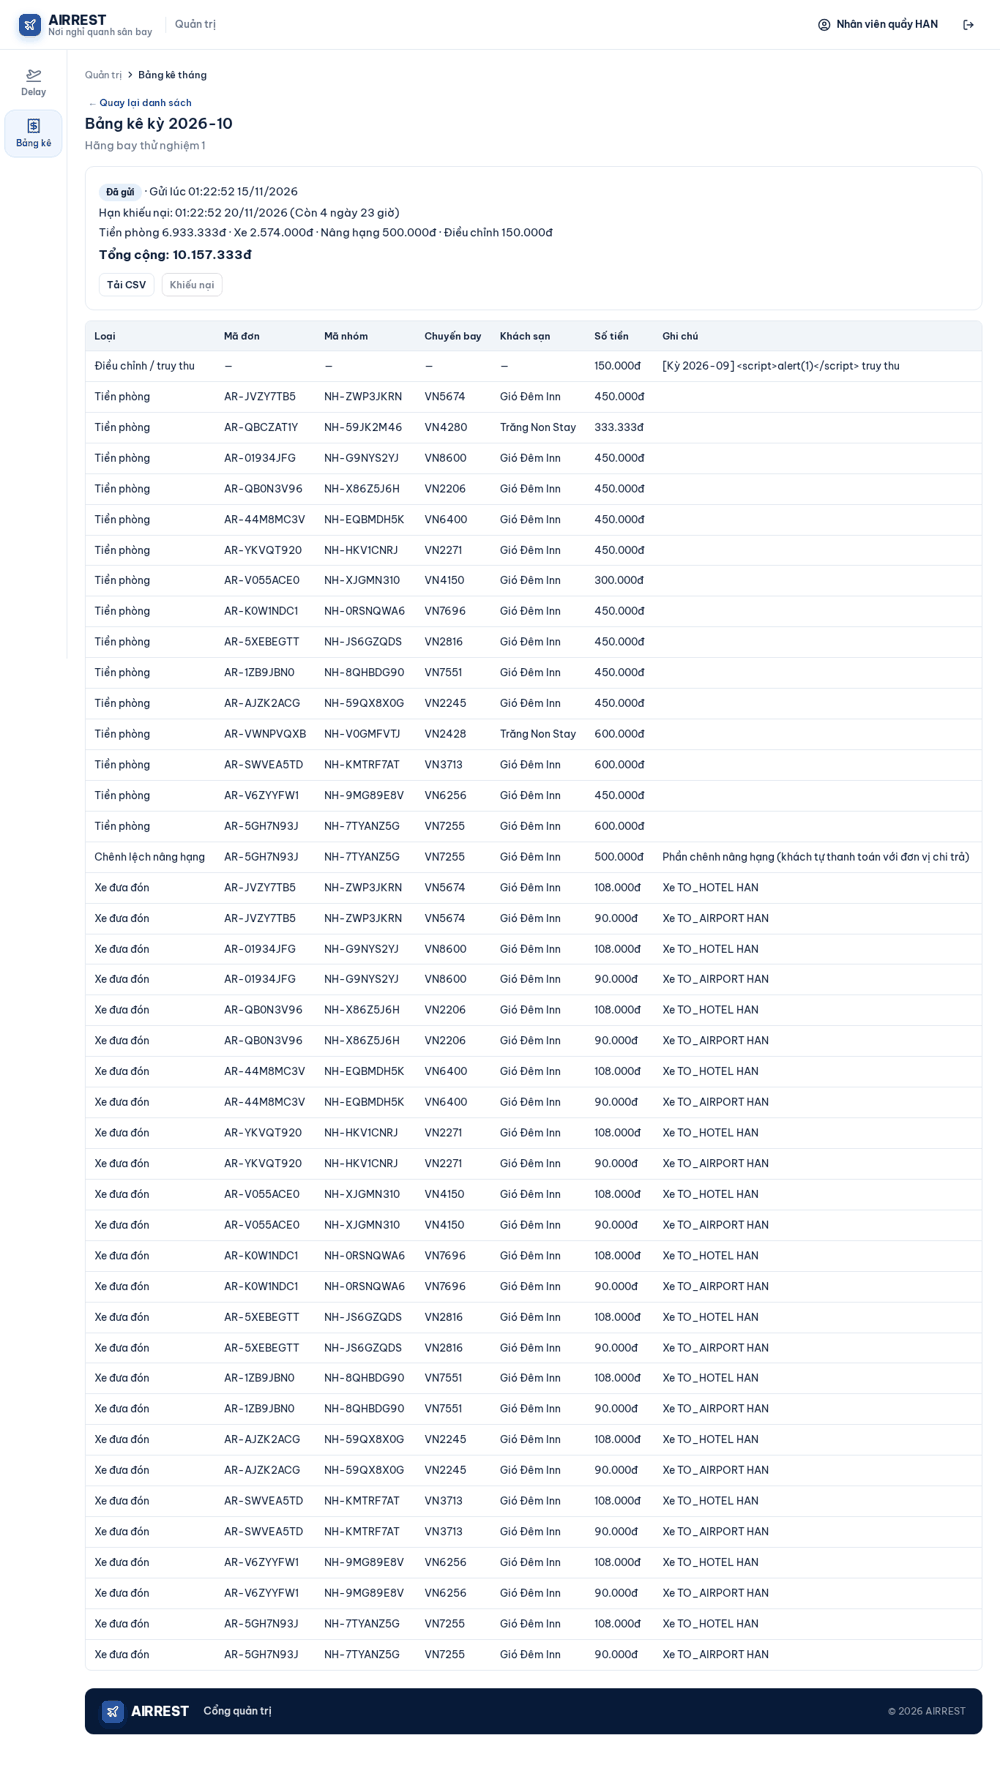 AIRREST
Nơi nghỉ quanh sân bay
Quản trị
Nhân viên quầy HAN
Delay
Bảng kê
Quản trị > Bảng kê tháng
← Quay lại danh sách
Bảng kê kỳ 2026-10
Hãng bay thử nghiệm 1
Đã gửi · Gửi lúc 01:22:52 15/11/2026
Hạn khiếu nại: 01:22:52 20/11/2026 (Còn 4 ngày 23 giờ)
Tiền phòng 6.933.333đ · Xe 2.574.000đ · Nâng hạng 500.000đ · Điều chỉnh 150.000đ
Tổng cộng: 10.157.333đ
Tải CSV Khiếu nại
Loại Mã đơn Mã nhóm Chuyến bay Khách sạn Số tiền Ghi chú
Điều chỉnh / truy thu — — — — 150.000đ [Kỳ 2026-09] <script>alert(1)</script> truy thu
Tiền phòng AR-JVZY7TB5 NH-ZWP3JKRN VN5674 Gió Đêm Inn 450.000đ
Tiền phòng AR-QBCZAT1Y NH-59JK2M46 VN4280 Trăng Non Stay 333.333đ
Tiền phòng AR-01934JFG NH-G9NYS2YJ VN8600 Gió Đêm Inn 450.000đ
Tiền phòng AR-QB0N3V96 NH-X86Z5J6H VN2206 Gió Đêm Inn 450.000đ
Tiền phòng AR-44M8MC3V NH-EQBMDH5K VN6400 Gió Đêm Inn 450.000đ
Tiền phòng AR-YKVQT920 NH-HKV1CNRJ VN2271 Gió Đêm Inn 450.000đ
Tiền phòng AR-V055ACE0 NH-XJGMN310 VN4150 Gió Đêm Inn 300.000đ
Tiền phòng AR-K0W1NDC1 NH-0RSNQWA6 VN7696 Gió Đêm Inn 450.000đ
Tiền phòng AR-5XEBEGTT NH-JS6GZQDS VN2816 Gió Đêm Inn 450.000đ
Tiền phòng AR-1ZB9JBN0 NH-8QHBDG90 VN7551 Gió Đêm Inn 450.000đ
Tiền phòng AR-AJZK2ACG NH-59QX8X0G VN2245 Gió Đêm Inn 450.000đ
Tiền phòng AR-VWNPVQXB NH-V0GMFVTJ VN2428 Trăng Non Stay 600.000đ
Tiền phòng AR-SWVEA5TD NH-KMTRF7AT VN3713 Gió Đêm Inn 600.000đ
Tiền phòng AR-V6ZYYFW1 NH-9MG89E8V VN6256 Gió Đêm Inn 450.000đ
Tiền phòng AR-5GH7N93J NH-7TYANZ5G VN7255 Gió Đêm Inn 600.000đ
Chênh lệch nâng hạng AR-5GH7N93J NH-7TYANZ5G VN7255 Gió Đêm Inn 500.000đ Phần chênh nâng hạng (khách tự thanh toán với đơn vị chi trả)
Xe đưa đón AR-JVZY7TB5 NH-ZWP3JKRN VN5674 Gió Đêm Inn 108.000đ Xe TO_HOTEL HAN
Xe đưa đón AR-JVZY7TB5 NH-ZWP3JKRN VN5674 Gió Đêm Inn 90.000đ Xe TO_AIRPORT HAN
Xe đưa đón AR-01934JFG NH-G9NYS2YJ VN8600 Gió Đêm Inn 108.000đ Xe TO_HOTEL HAN
Xe đưa đón AR-01934JFG NH-G9NYS2YJ VN8600 Gió Đêm Inn 90.000đ Xe TO_AIRPORT HAN
Xe đưa đón AR-QB0N3V96 NH-X86Z5J6H VN2206 Gió Đêm Inn 108.000đ Xe TO_HOTEL HAN
Xe đưa đón AR-QB0N3V96 NH-X86Z5J6H VN2206 Gió Đêm Inn 90.000đ Xe TO_AIRPORT HAN
Xe đưa đón AR-44M8MC3V NH-EQBMDH5K VN6400 Gió Đêm Inn 108.000đ Xe TO_HOTEL HAN
Xe đưa đón AR-44M8MC3V NH-EQBMDH5K VN6400 Gió Đêm Inn 90.000đ Xe TO_AIRPORT HAN
Xe đưa đón AR-YKVQT920 NH-HKV1CNRJ VN2271 Gió Đêm Inn 108.000đ Xe TO_HOTEL HAN
Xe đưa đón AR-YKVQT920 NH-HKV1CNRJ VN2271 Gió Đêm Inn 90.000đ Xe TO_AIRPORT HAN
Xe đưa đón AR-V055ACE0 NH-XJGMN310 VN4150 Gió Đêm Inn 108.000đ Xe TO_HOTEL HAN
Xe đưa đón AR-V055ACE0 NH-XJGMN310 VN4150 Gió Đêm Inn 90.000đ Xe TO_AIRPORT HAN
Xe đưa đón AR-K0W1NDC1 NH-0RSNQWA6 VN7696 Gió Đêm Inn 108.000đ Xe TO_HOTEL HAN
Xe đưa đón AR-K0W1NDC1 NH-0RSNQWA6 VN7696 Gió Đêm Inn 90.000đ Xe TO_AIRPORT HAN
Xe đưa đón AR-5XEBEGTT NH-JS6GZQDS VN2816 Gió Đêm Inn 108.000đ Xe TO_HOTEL HAN
Xe đưa đón AR-5XEBEGTT NH-JS6GZQDS VN2816 Gió Đêm Inn 90.000đ Xe TO_AIRPORT HAN
Xe đưa đón AR-1ZB9JBN0 NH-8QHBDG90 VN7551 Gió Đêm Inn 108.000đ Xe TO_HOTEL HAN
Xe đưa đón AR-1ZB9JBN0 NH-8QHBDG90 VN7551 Gió Đêm Inn 90.000đ Xe TO_AIRPORT HAN
Xe đưa đón AR-AJZK2ACG NH-59QX8X0G VN2245 Gió Đêm Inn 108.000đ Xe TO_HOTEL HAN
Xe đưa đón AR-AJZK2ACG NH-59QX8X0G VN2245 Gió Đêm Inn 90.000đ Xe TO_AIRPORT HAN
Xe đưa đón AR-SWVEA5TD NH-KMTRF7AT VN3713 Gió Đêm Inn 108.000đ Xe TO_HOTEL HAN
Xe đưa đón AR-SWVEA5TD NH-KMTRF7AT VN3713 Gió Đêm Inn 90.000đ Xe TO_AIRPORT HAN
Xe đưa đón AR-V6ZYYFW1 NH-9MG89E8V VN6256 Gió Đêm Inn 108.000đ Xe TO_HOTEL HAN
Xe đưa đón AR-V6ZYYFW1 NH-9MG89E8V VN6256 Gió Đêm Inn 90.000đ Xe TO_AIRPORT HAN
Xe đưa đón AR-5GH7N93J NH-7TYANZ5G VN7255 Gió Đêm Inn 108.000đ Xe TO_HOTEL HAN
Xe đưa đón AR-5GH7N93J NH-7TYANZ5G VN7255 Gió Đêm Inn 90.000đ Xe TO_AIRPORT HAN
AIRREST Cổng quản trị © 2026 AIRREST